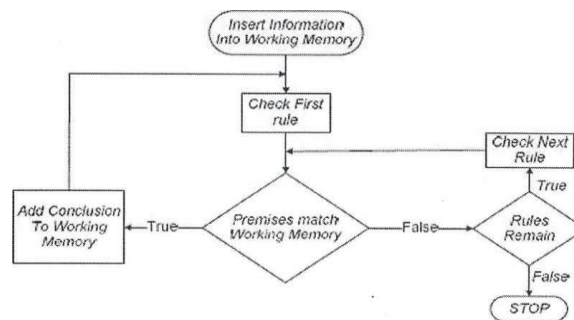 Insert Information
Into Working Memory
Check First
rule
Check Next
Rule
True
Add Conclusion
To Working
Memory
True
Premises match
Working Memory
False
Rules
Remain
False
STOP